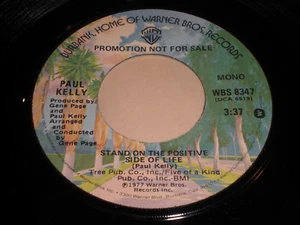 BURBANK, HOME OF WARNER BROS. RECORDS
PROMOTION NOT FOR SALE
PAUL
KELLY
MONO
WBS 8347
3:37
Produced by:
Gene Page
and
Paul Kelly
Arranged
and
Conducted
by
Gene Page
STAND ON THE POSITIVE
SIDE OF LIFE
(Paul Kelly)
Tree Pub. Co., Inc./Five of a Kind
Pub. Co., Inc.-BMI
℗1977 Warner Bros.
Records Inc.